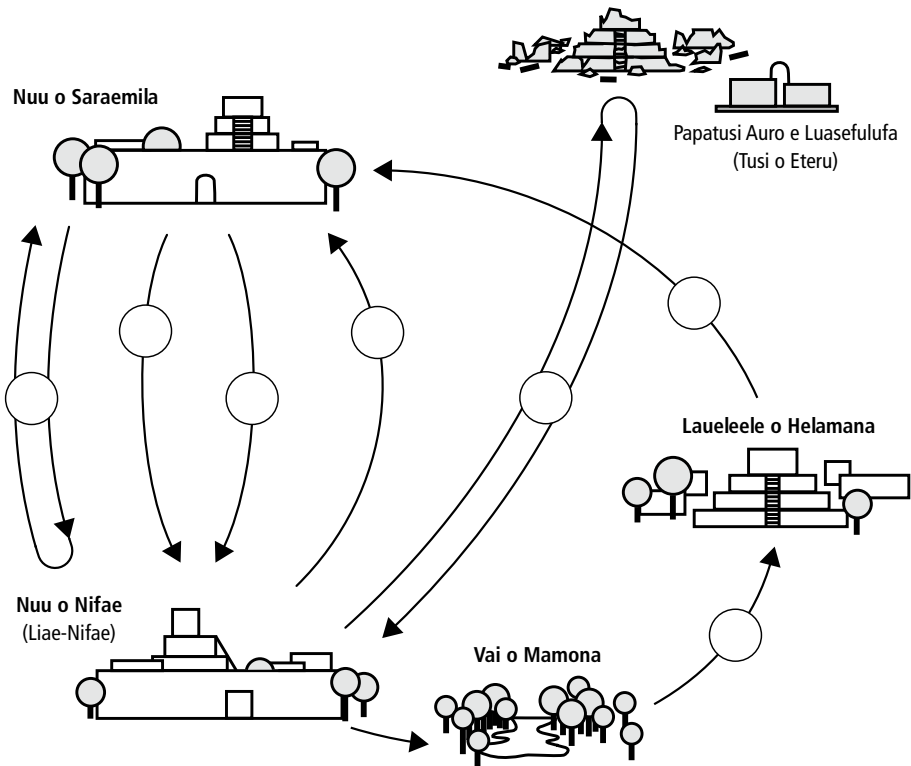 Nuu o Saraemila
Papatusi Auro e Luasefulufa
(Tusi o Eteru)
Laueleele o Helamana
Nuu o Nifae
(Liae-Nifae)
Vai o Mamona